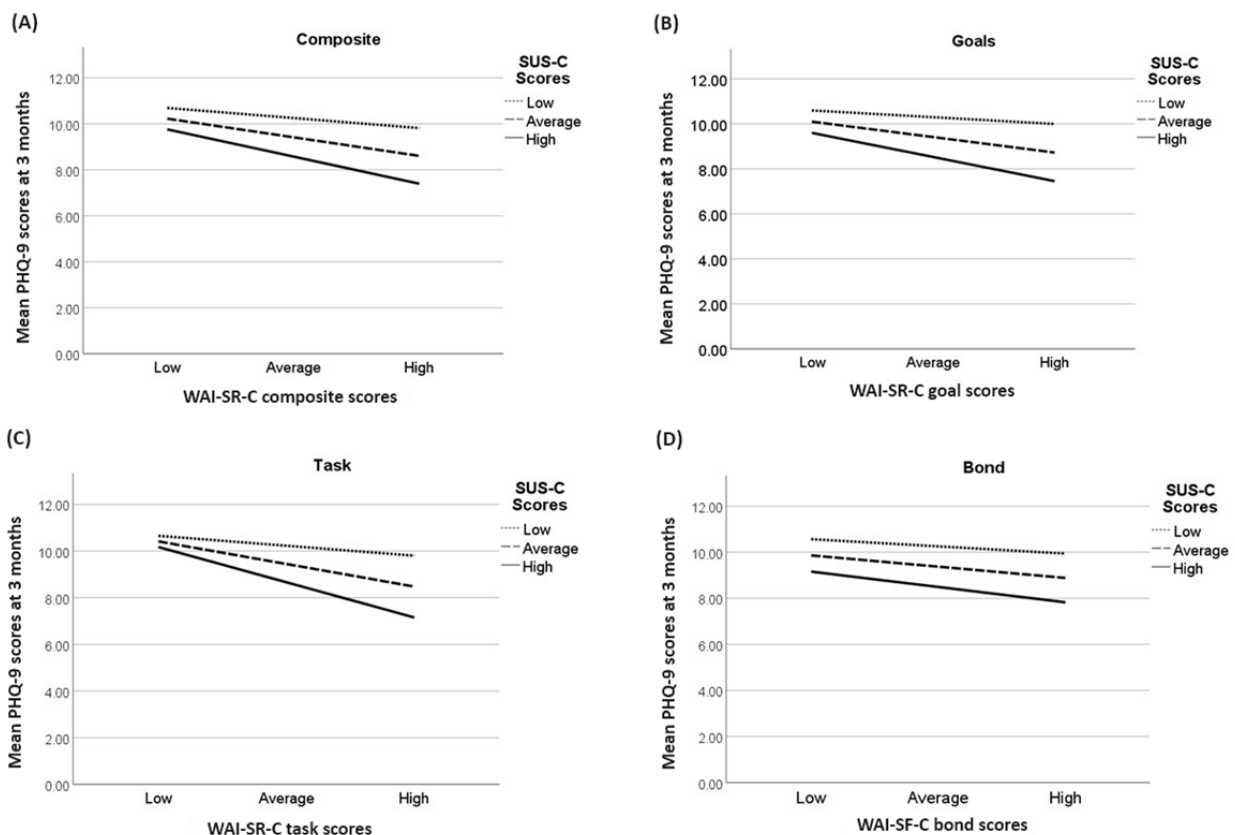 (A)
Composite
SUS-C
Scores
Low
Average
High
Mean PHQ-9 scores at 3 months
12.00
10.00
8.00
6.00
4.00
2.00
0.00
Low Average High
WAI-SR-C composite scores
(B)
Goals
SUS-C
Scores
Low
Average
High
Mean PHQ-9 scores at 3 months
12.00
10.00
8.00
6.00
4.00
2.00
0.00
Low Average High
WAI-SR-C goal scores
(C)
Task
SUS-C
Scores
Low
Average
High
Mean PHQ-9 scores at 3 months
12.00
10.00
8.00
6.00
4.00
2.00
0.00
Low Average High
WAI-SR-C task scores
(D)
Bond
SUS-C
Scores
Low
Average
High
Mean PHQ-9 scores at 3 months
12.00
10.00
8.00
6.00
4.00
2.00
0.00
Low Average High
WAI-SF-C bond scores